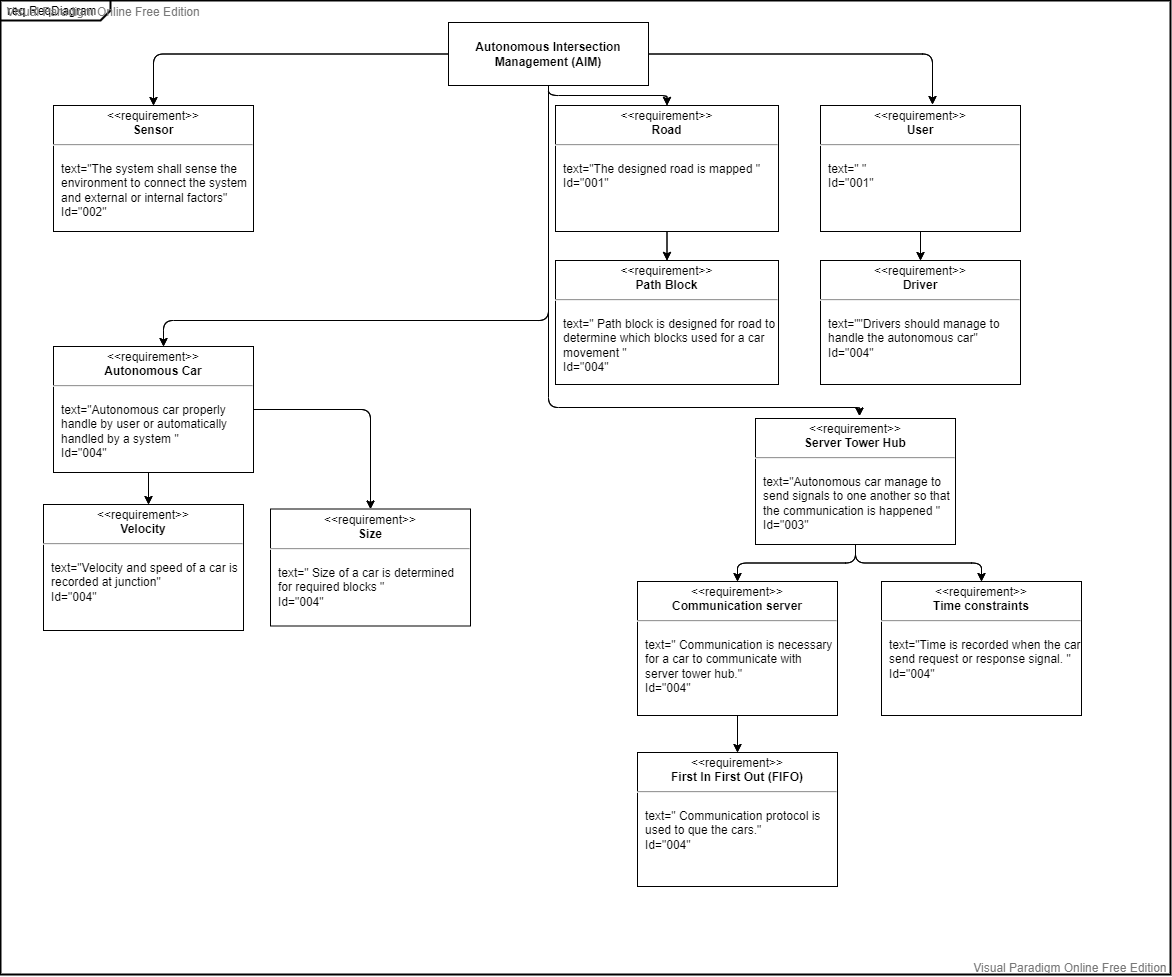 req ReqDiagram
Visual Paradigm Online Free Edition
Autonomous Intersection
Management (AIM)
<<requirement>>
Sensor
text="The system shall sense the
environment to connect the system
and external or internal factors"
Id="002"
<<requirement>>
Road
text="The designed road is mapped "
Id="001"
<<requirement>>
User
text=" "
Id="001"
<<requirement>>
Path Block
text=" Path block is designed for road to
determine which blocks used for a car
movement "
Id="004"
<<requirement>>
Driver
text=""Drivers should manage to
handle the autonomous car"
Id="004"
<<requirement>>
Autonomous Car
text="Autonomous car properly
handle by user or automatically
handled by a system "
Id="004"
<<requirement>>
Server Tower Hub
text="Autonomous car manage to
send signals to one another so that
the communication is happened "
Id="003"
<<requirement>>
Velocity
text="Velocity and speed of a car is
recorded at junction"
Id="004"
<<requirement>>
Size
text=" Size of a car is determined
for required blocks "
Id="004"
<<requirement>>
Communication server
text=" Communication is necessary
for a car to communicate with
server tower hub."
Id="004"
<<requirement>>
Time constraints
text="Time is recorded when the car
send request or response signal. "
Id="004"
<<requirement>>
First In First Out (FIFO)
text=" Communication protocol is
used to que the cars."
Id="004"
Visual Paradigm Online Free Edition